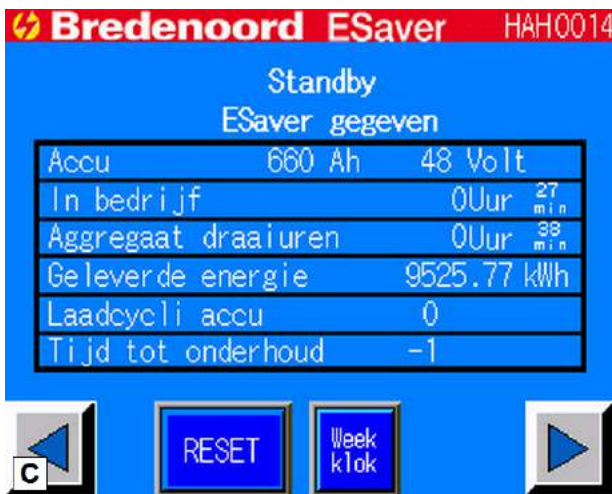 Bredenoord ESaver HAH0014
Standby
ESaver gegeven
Accu 660 Ah 48 Volt
In bedrijf 0Uur 27 min
Aggregaat draaiuren 0Uur 38 min
Geleverde energie 9525.77 kWh
Laadcycli accu 0
Tijd tot onderhoud -1
RESET
Week
klok
C